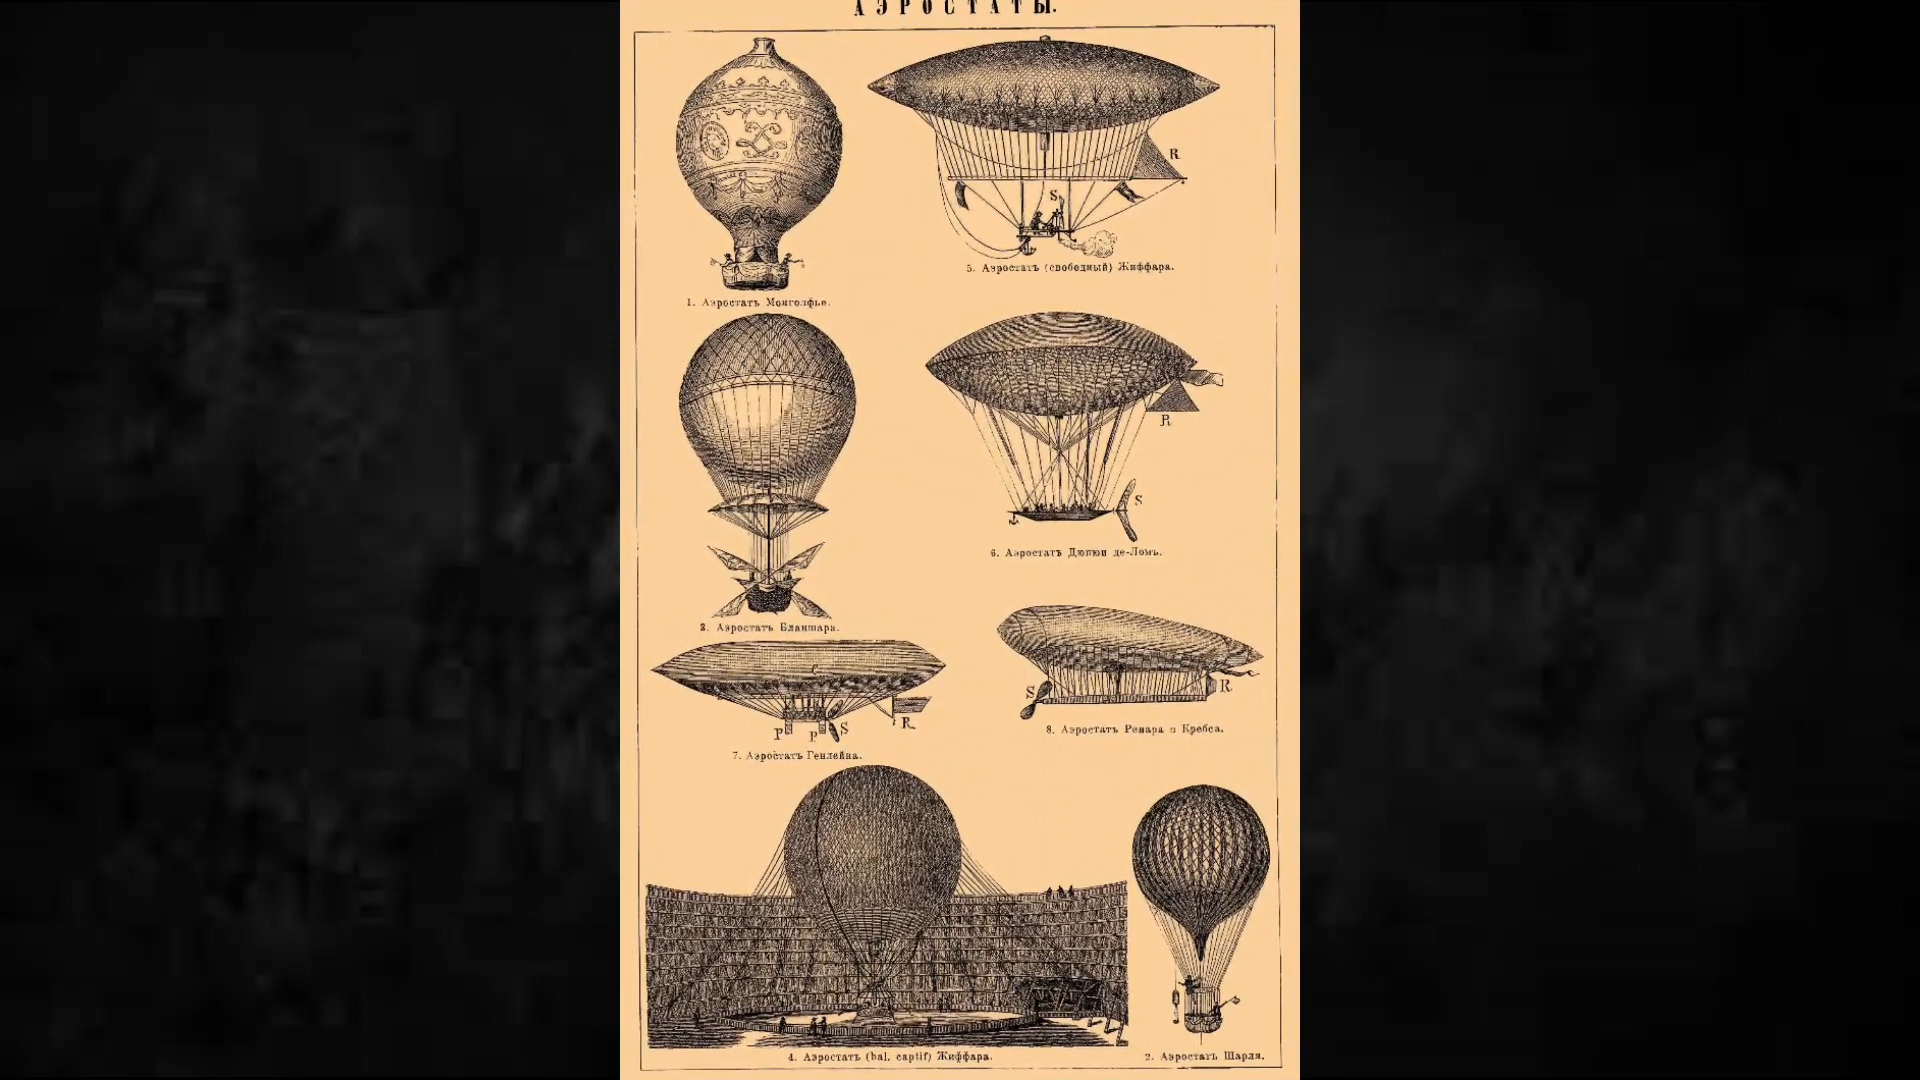 АЭРОСТАТЫ.
R
S
1. Аэростатъ Монголфье.
5. Аэростатъ (свободный) Жиффара.
R
S
6. Аэростатъ Дюпюи де-Ломъ.
3. Аэростатъ Бланшара.
S
R
P
P
S
R
8. Аэростатъ Ренара и Кребса.
7. Аэростатъ Генлейна.
4. Аэростатъ (bal. captif) Жиффара.
2. Аэростатъ Шарля.